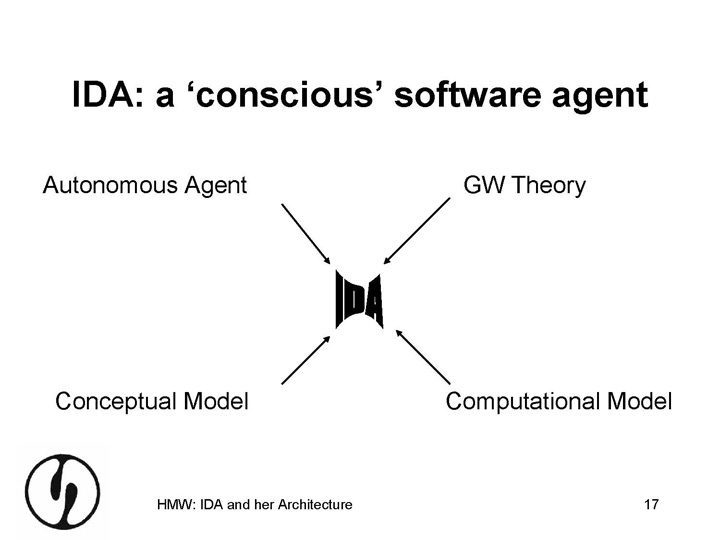 IDA: a ‘conscious’ software agent
Autonomous Agent
GW Theory
IDA
Conceptual Model
Computational Model
HMW: IDA and her Architecture
17